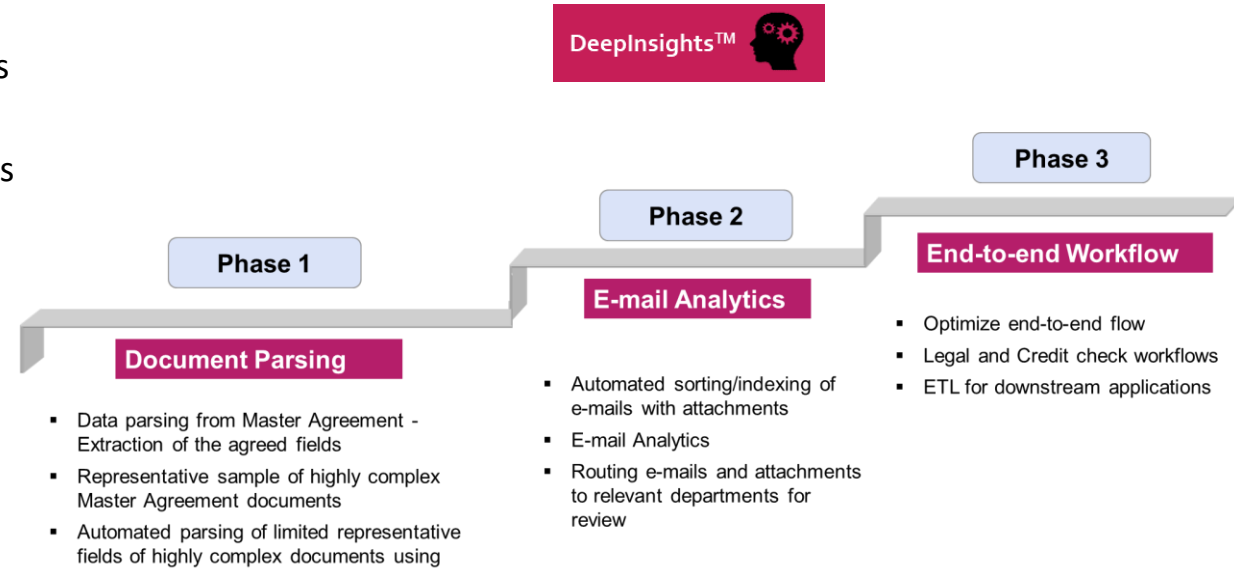 DeepInsights™
s
s
Phase 1
Document Parsing
▪ Data parsing from Master Agreement -
Extraction of the agreed fields
▪ Representative sample of highly complex
Master Agreement documents
▪ Automated parsing of limited representative
fields of highly complex documents using
Phase 2
E-mail Analytics
▪ Automated sorting/indexing of
e-mails with attachments
▪ E-mail Analytics
▪ Routing e-mails and attachments
to relevant departments for
review
Phase 3
End-to-end Workflow
▪ Optimize end-to-end flow
▪ Legal and Credit check workflows
▪ ETL for downstream applications